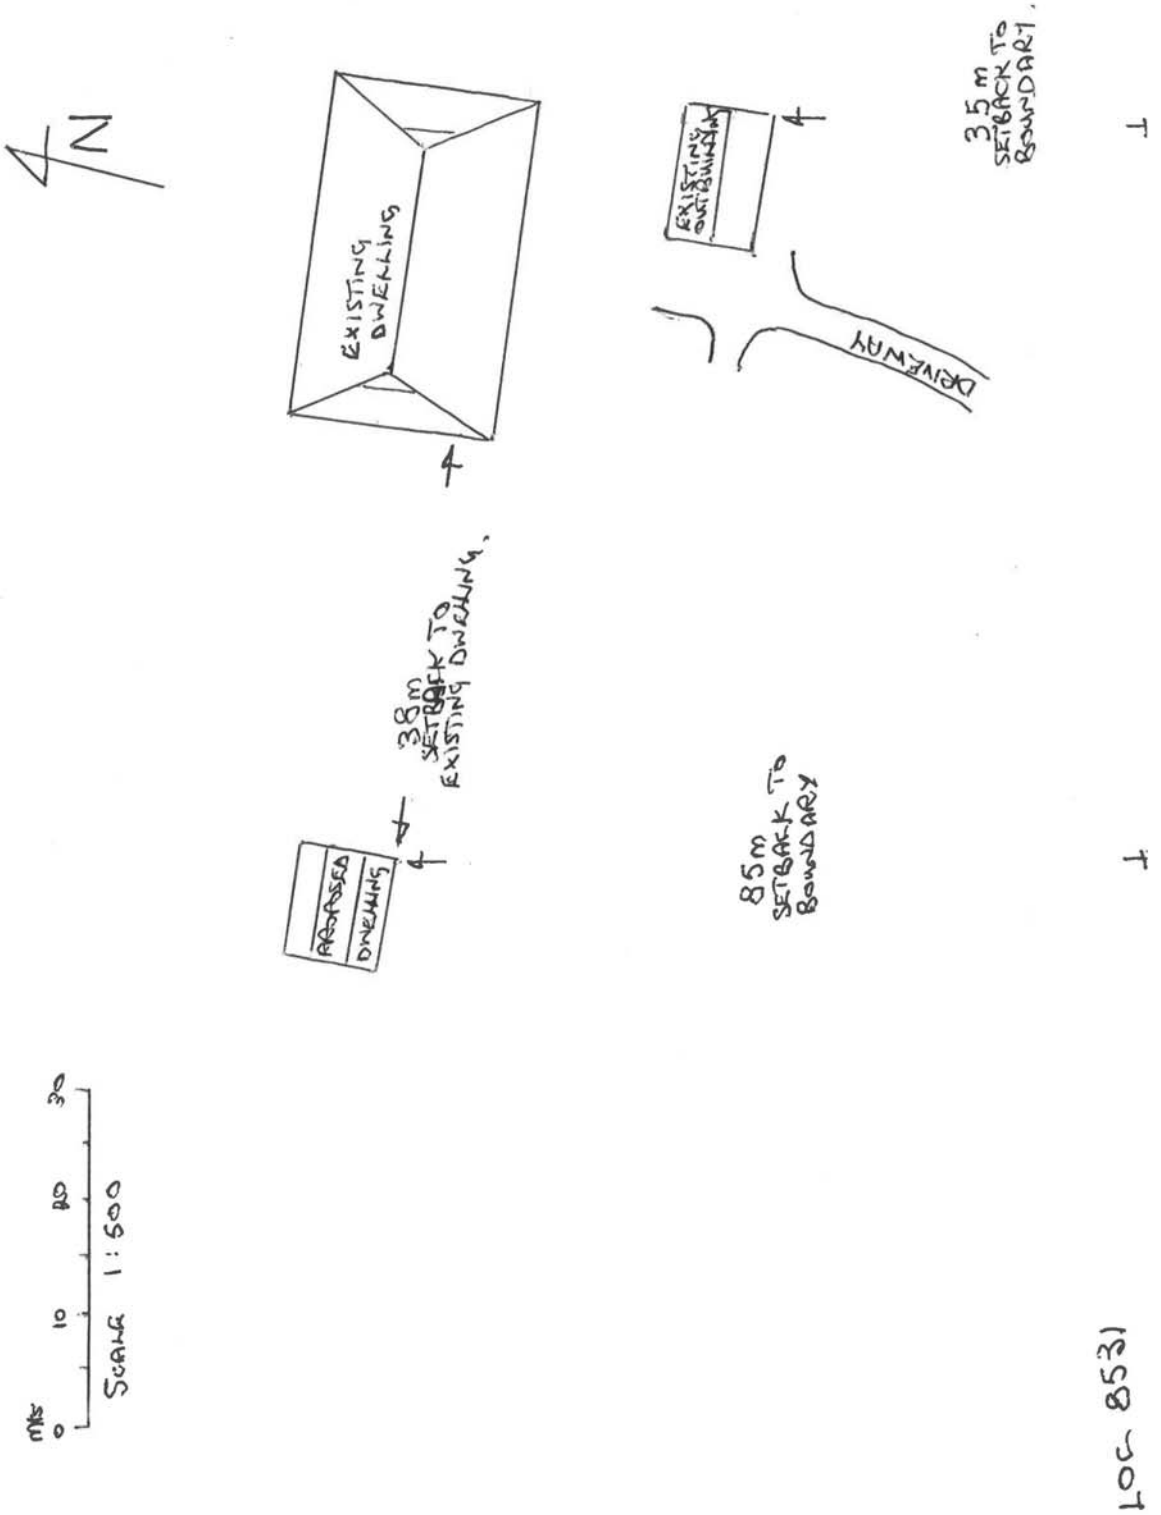 N
EXISTING
DWELLING
EXISTING
OUTBUILDING
35m
SETBACK TO
BOUNDARY.
DRIVEWAY
38m
SETBACK TO
EXISTING DWELLING.
PROPOSED
DWELLING
85m
SETBACK TO
BOUNDARY
mts
0 10 20 30
SCALE 1:500
LOC 8531